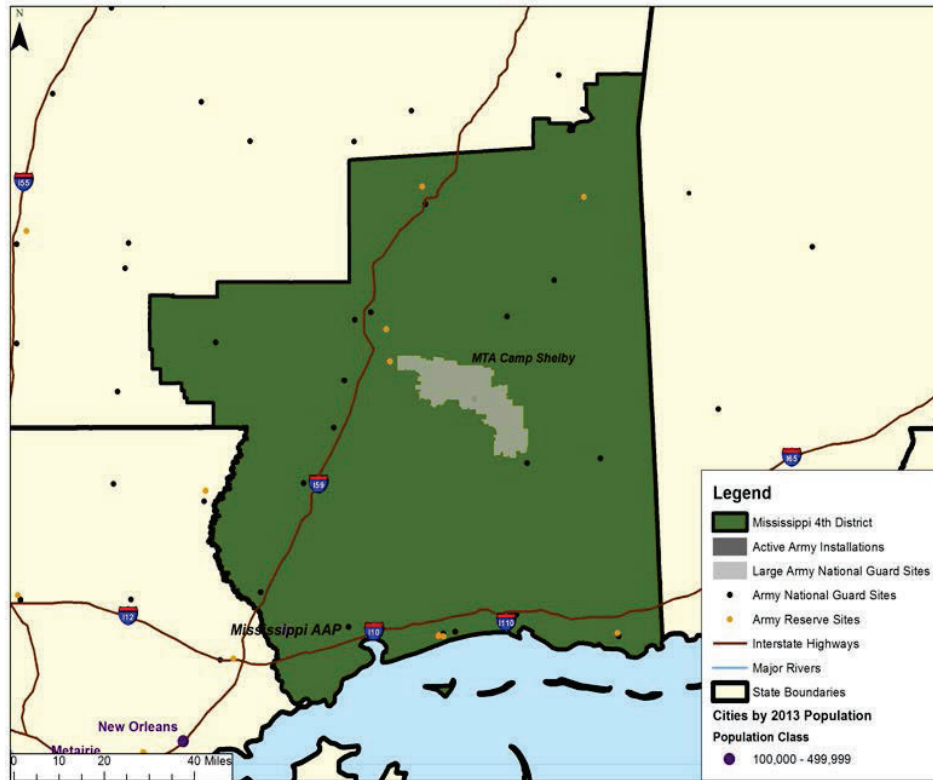 N
I55
MTA Camp Shelby
I65
I59
I12
Mississippi AAP
I10
I110
New Orleans
Metairie
0 10 20 40 Miles
Legend
Mississippi 4th District
Active Army Installations
Large Army National Guard Sites
Army National Guard Sites
Army Reserve Sites
Interstate Highways
Major Rivers
State Boundaries
Cities by 2013 Population
Population Class
100,000 - 499,999